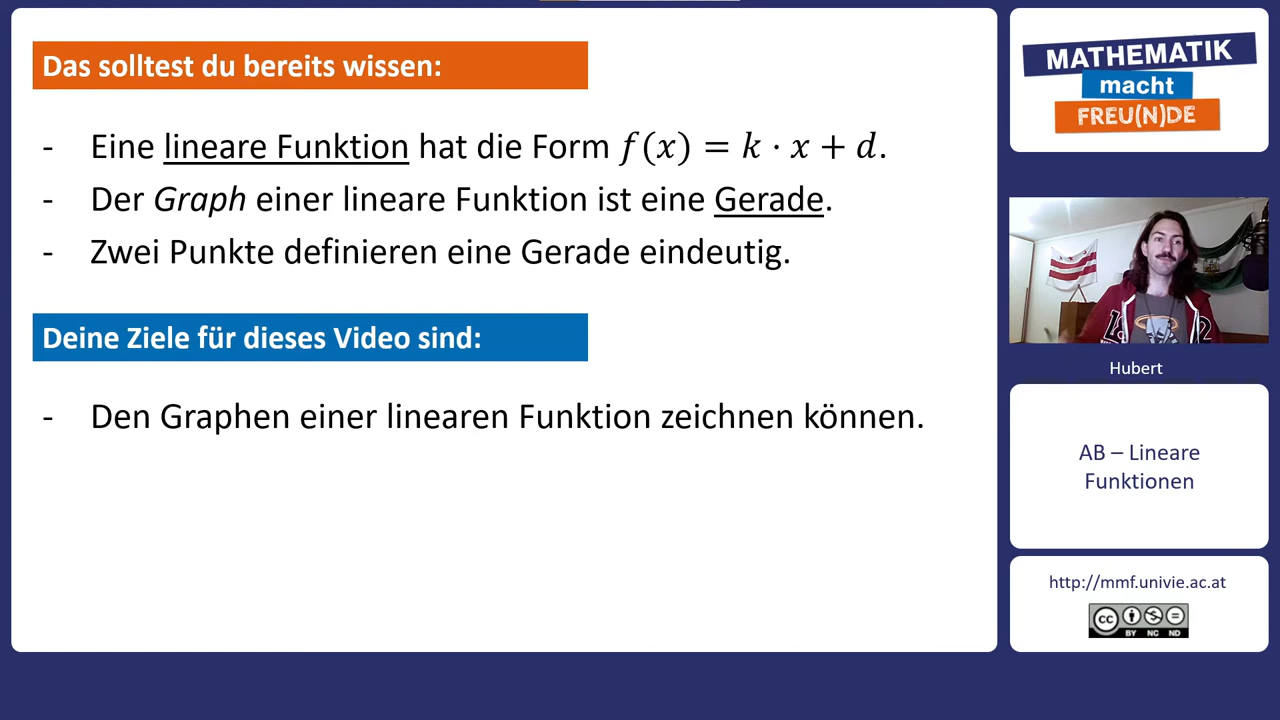 Das solltest du bereits wissen:
- Eine lineare Funktion hat die Form f(x) = k · x + d.
- Der Graph einer lineare Funktion ist eine Gerade.
- Zwei Punkte definieren eine Gerade eindeutig.
Deine Ziele für dieses Video sind:
- Den Graphen einer linearen Funktion zeichnen können.
MATHEMATIK
macht
FREU(N)DE
Hubert
AB – Lineare
Funktionen
http://mmf.univie.ac.at
cc
BY NC ND